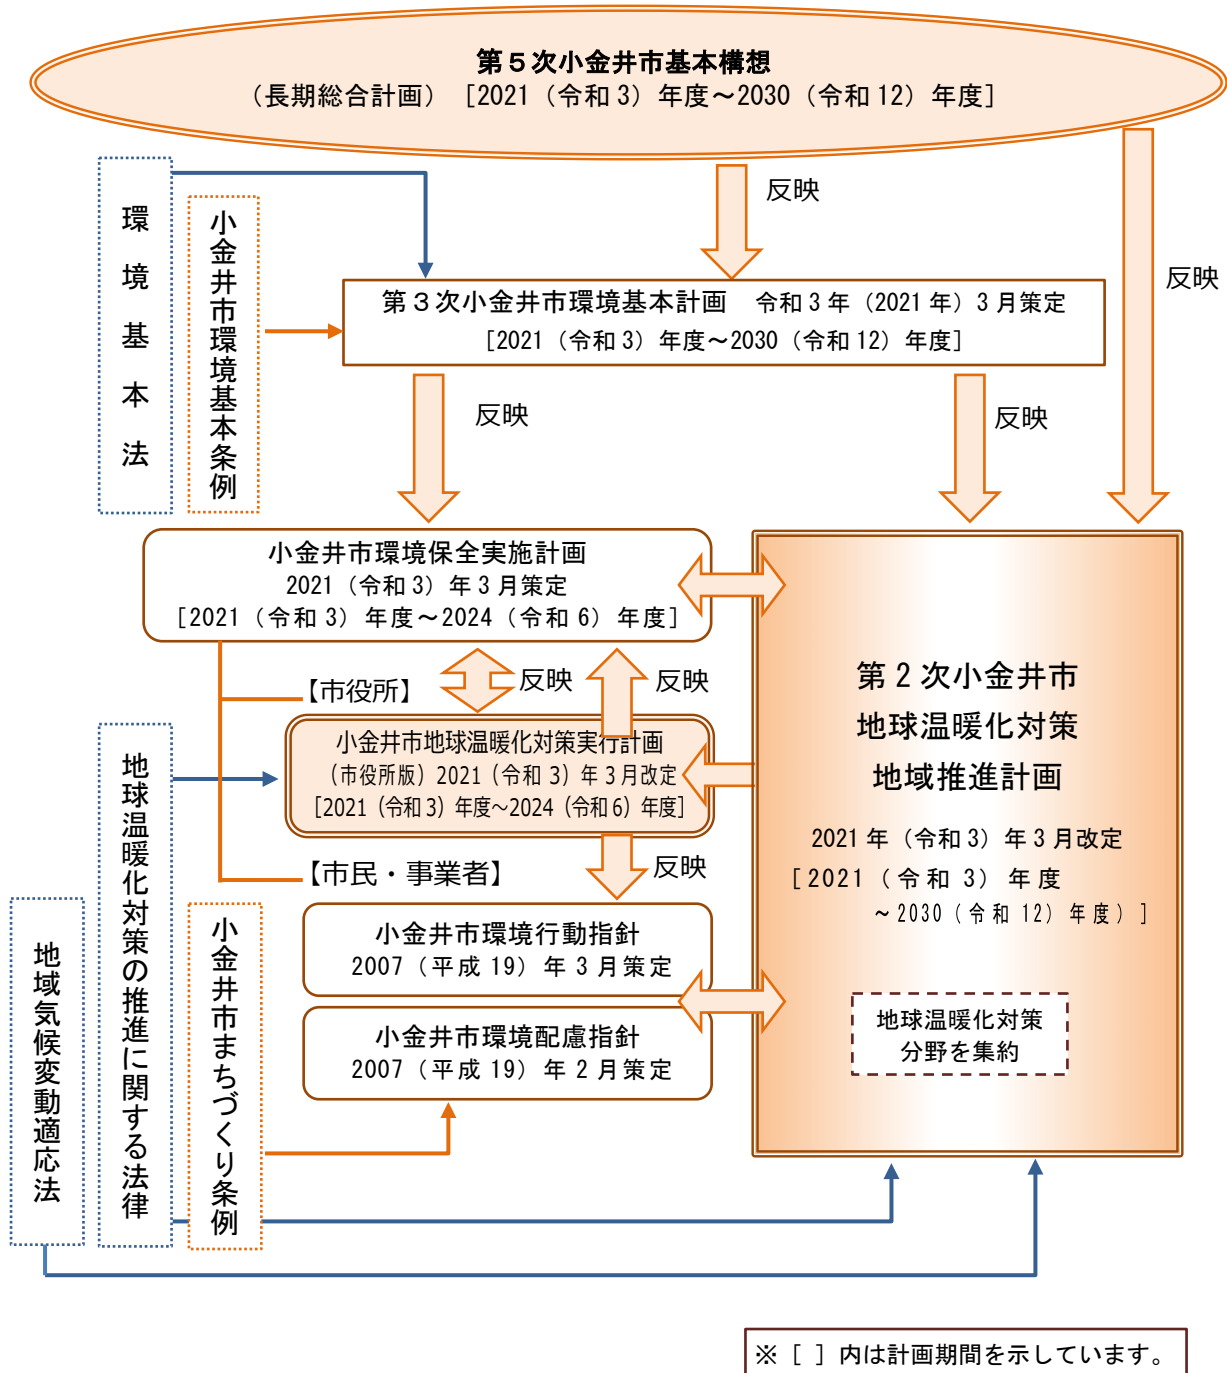 第５次小金井市基本構想
（長期総合計画）［2021（令和3）年度～2030（令和12）年度］
反映
反映
環境基本法
小金井市環境基本条例
第３次小金井市環境基本計画　令和3年（2021年）3月策定
［2021（令和3）年度～2030（令和12）年度］
反映
反映
小金井市環境保全実施計画
2021（令和3）年3月策定
［2021（令和3）年度～2024（令和6）年度］
【市役所】
反映
反映
小金井市地球温暖化対策実行計画
（市役所版）2021（令和3）年3月改定
［2021（令和3）年度～2024（令和6）年度］
【市民・事業者】
反映
小金井市環境行動指針
2007（平成19）年3月策定
小金井市環境配慮指針
2007（平成19）年2月策定
第2次小金井市
地球温暖化対策
地域推進計画
2021年（令和3）年3月改定
［2021（令和3）年度
～2030（令和12）年度）］
地球温暖化対策
分野を集約
地球温暖化対策の推進に関する法律
小金井市まちづくり条例
地域気候変動適応法
※［ ］内は計画期間を示しています。